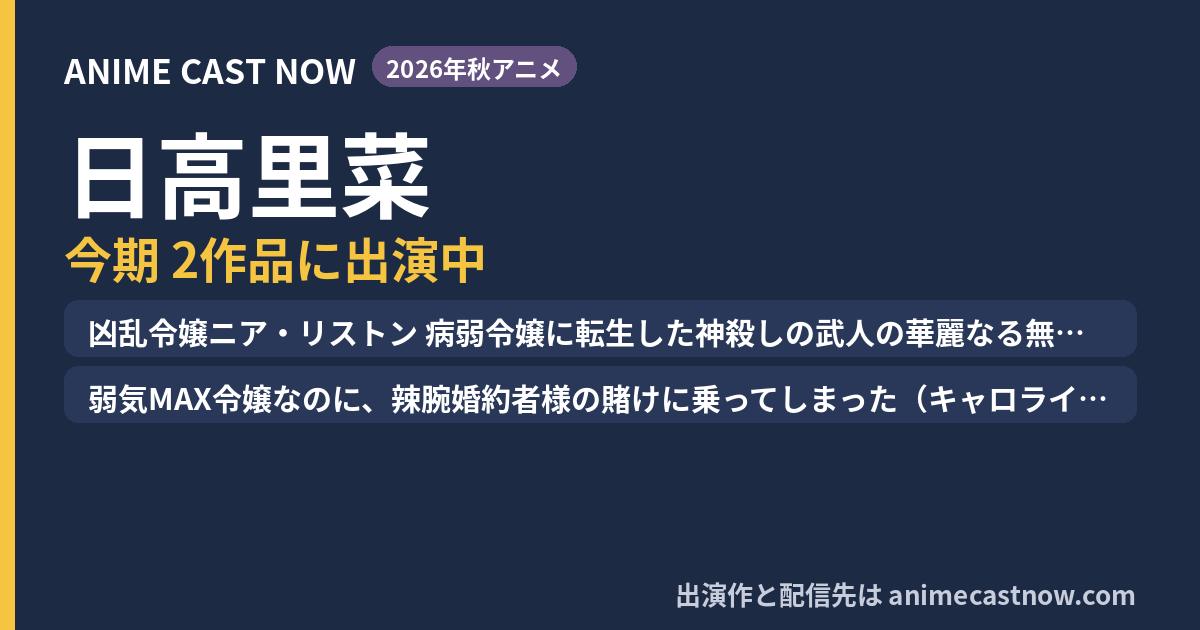 ANIME CAST NOW 2026年秋アニメ
日高里菜
今期 2作品に出演中
凶乱令嬢ニア・リストン 病弱令嬢に転生した神殺しの武人の華麗なる無…
弱気MAX令嬢なのに、辣腕婚約者様の賭けに乗ってしまった（キャロライ…
出演作と配信先は animecastnow.com